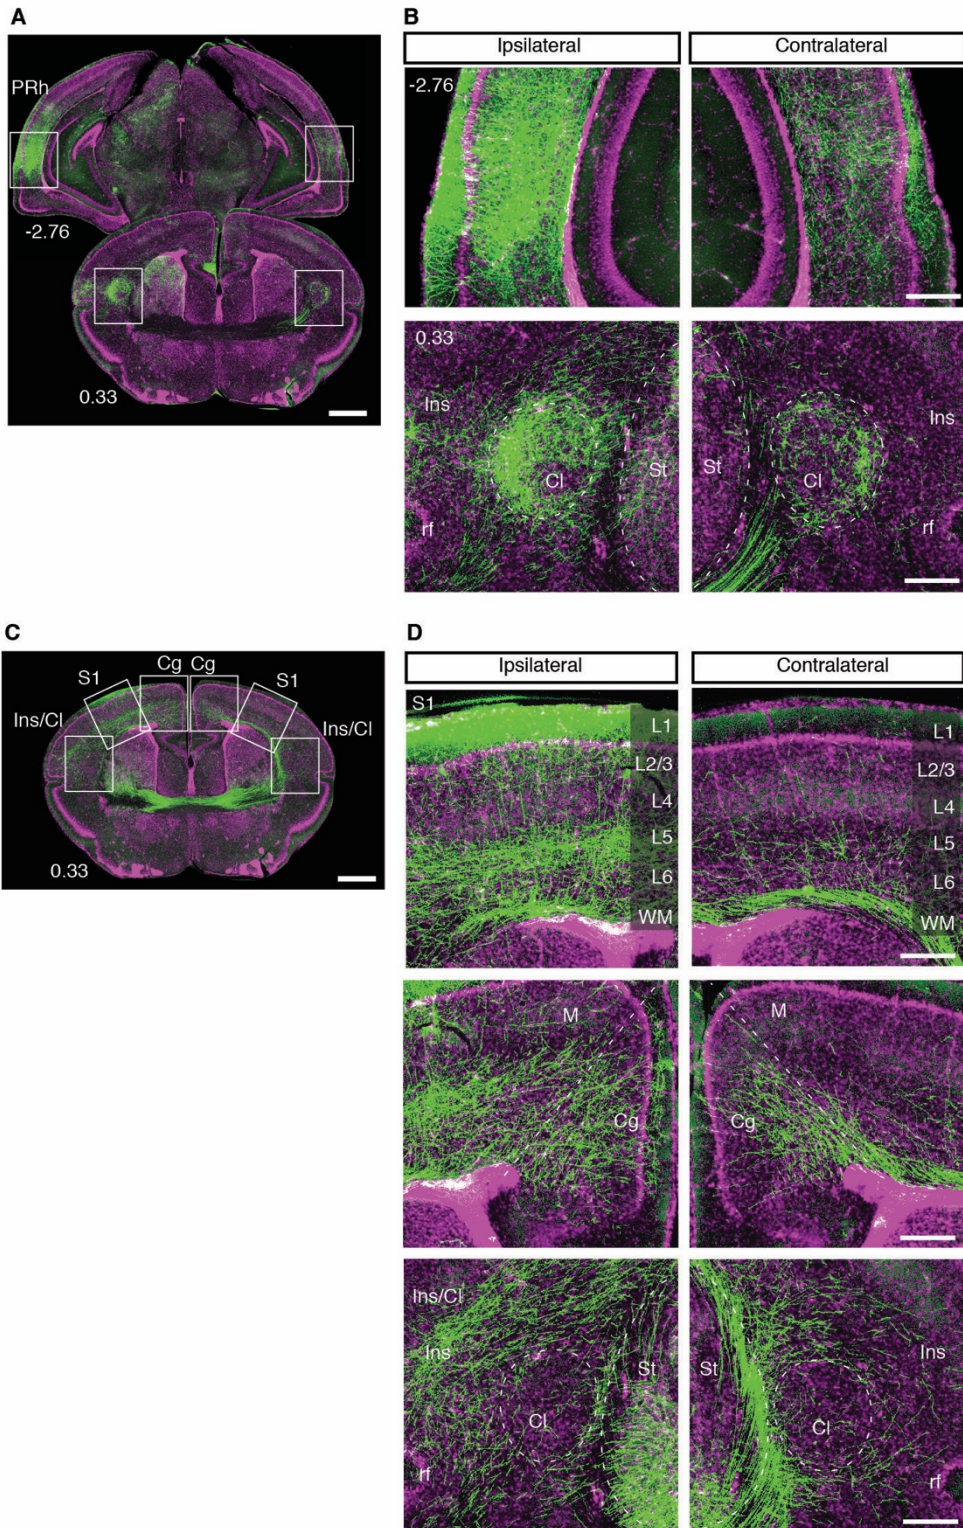 A
PRh
-2.76
0.33
B
Ipsilateral
Contralateral
-2.76
0.33
Ins
Cl
St
rf
St
Cl
Ins
rf
C
Cg Cg
S1
S1
Ins/Cl
Ins/Cl
0.33
D
Ipsilateral
Contralateral
S1
L1
L2/3
L4
L5
L6
WM
L1
L2/3
L4
L5
L6
WM
M
Cg
M
Cg
Ins/Cl
Ins
St
Cl
rf
St
Ins
Cl
rf